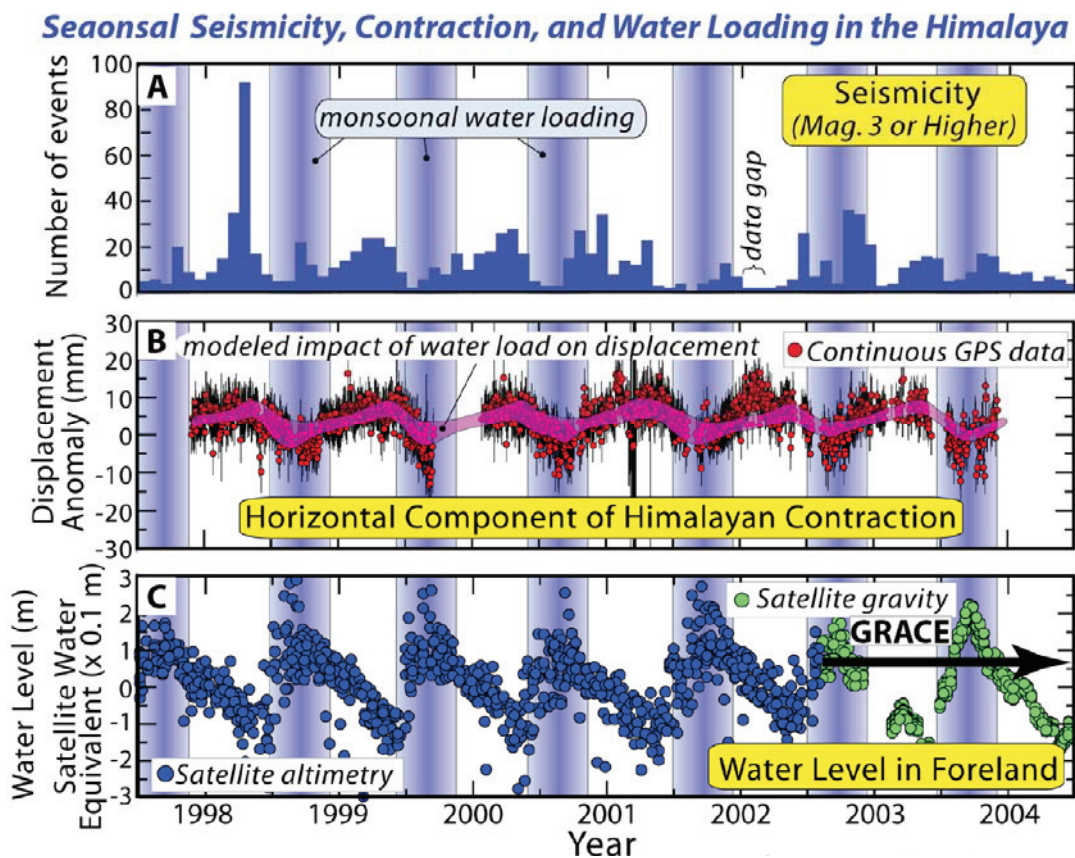 Seaonsal Seismicity, Contraction, and Water Loading in the Himalaya
A
Number of events
100
80
60
40
20
0
monsoonal water loading
Seismicity
(Mag. 3 or Higher)
data gap
B
Displacement
Anomaly (mm)
30
20
10
0
-10
-20
-30
modeled impact of water load on displacement
Continuous GPS data
Horizontal Component of Himalayan Contraction
C
Water Level (m)
Satellite Water
Equivalent (x 0.1 m)
3
2
1
0
-1
-2
-3
Satellite gravity
GRACE
Satellite altimetry
Water Level in Foreland
1998
1999
2000
2001
2002
2003
2004
Year